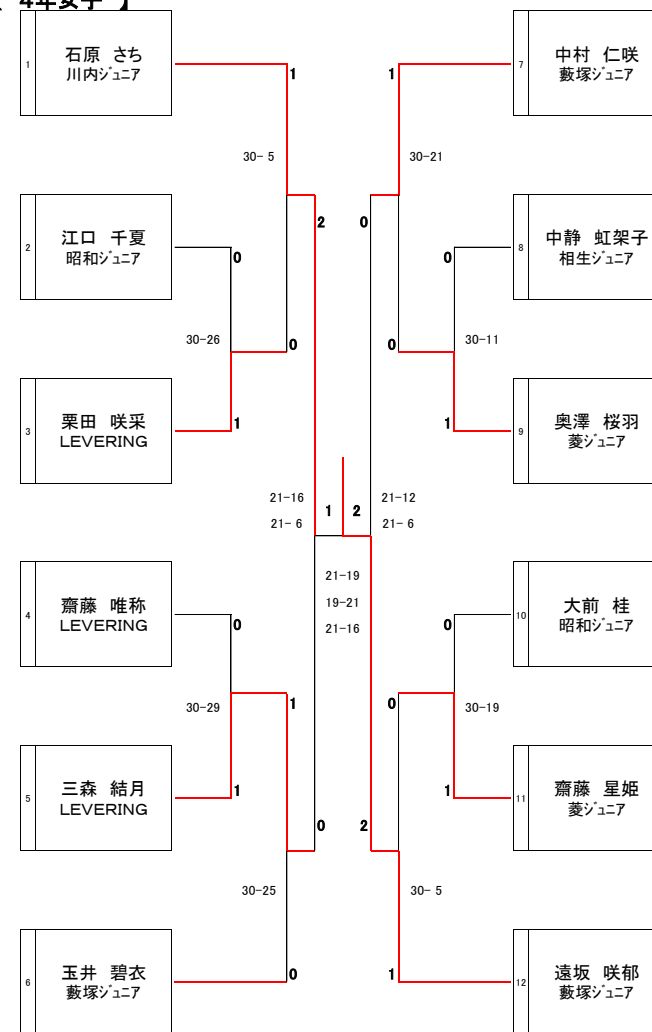 【 4年女子 】
1
石原 さち
川内ジュニア
1
30- 5
2
江口 千夏
昭和ジュニア
0
2
30-26
0
3
栗田 咲采
LEVERING
1
21-16
21- 6
1
4
齋藤 唯称
LEVERING
0
30-29
1
5
三森 結月
LEVERING
1
0
30-25
6
玉井 碧衣
藪塚ジュニア
0
21-19
19-21
21-16
7
中村 仁咲
藪塚ジュニア
1
30-21
0
8
中静 虹架子
相生ジュニア
0
30-11
0
9
奥澤 桜羽
菱ジュニア
1
2
21-12
21- 6
10
大前 桂
昭和ジュニア
0
30-19
0
11
齋藤 星姫
菱ジュニア
1
2
30- 5
12
遠坂 咲郁
藪塚ジュニア
1